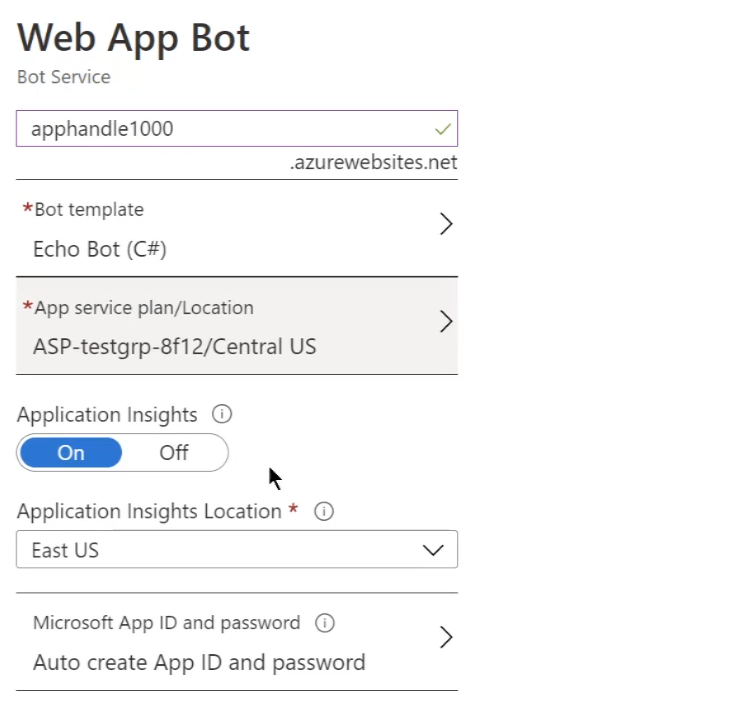 Web App Bot
Bot Service
apphandle1000
.azurewebsites.net
*Bot template
Echo Bot (C#)
*App service plan/Location
ASP-testgrp-8f12/Central US
Application Insights
On Off
Application Insights Location *
East US
Microsoft App ID and password
Auto create App ID and password